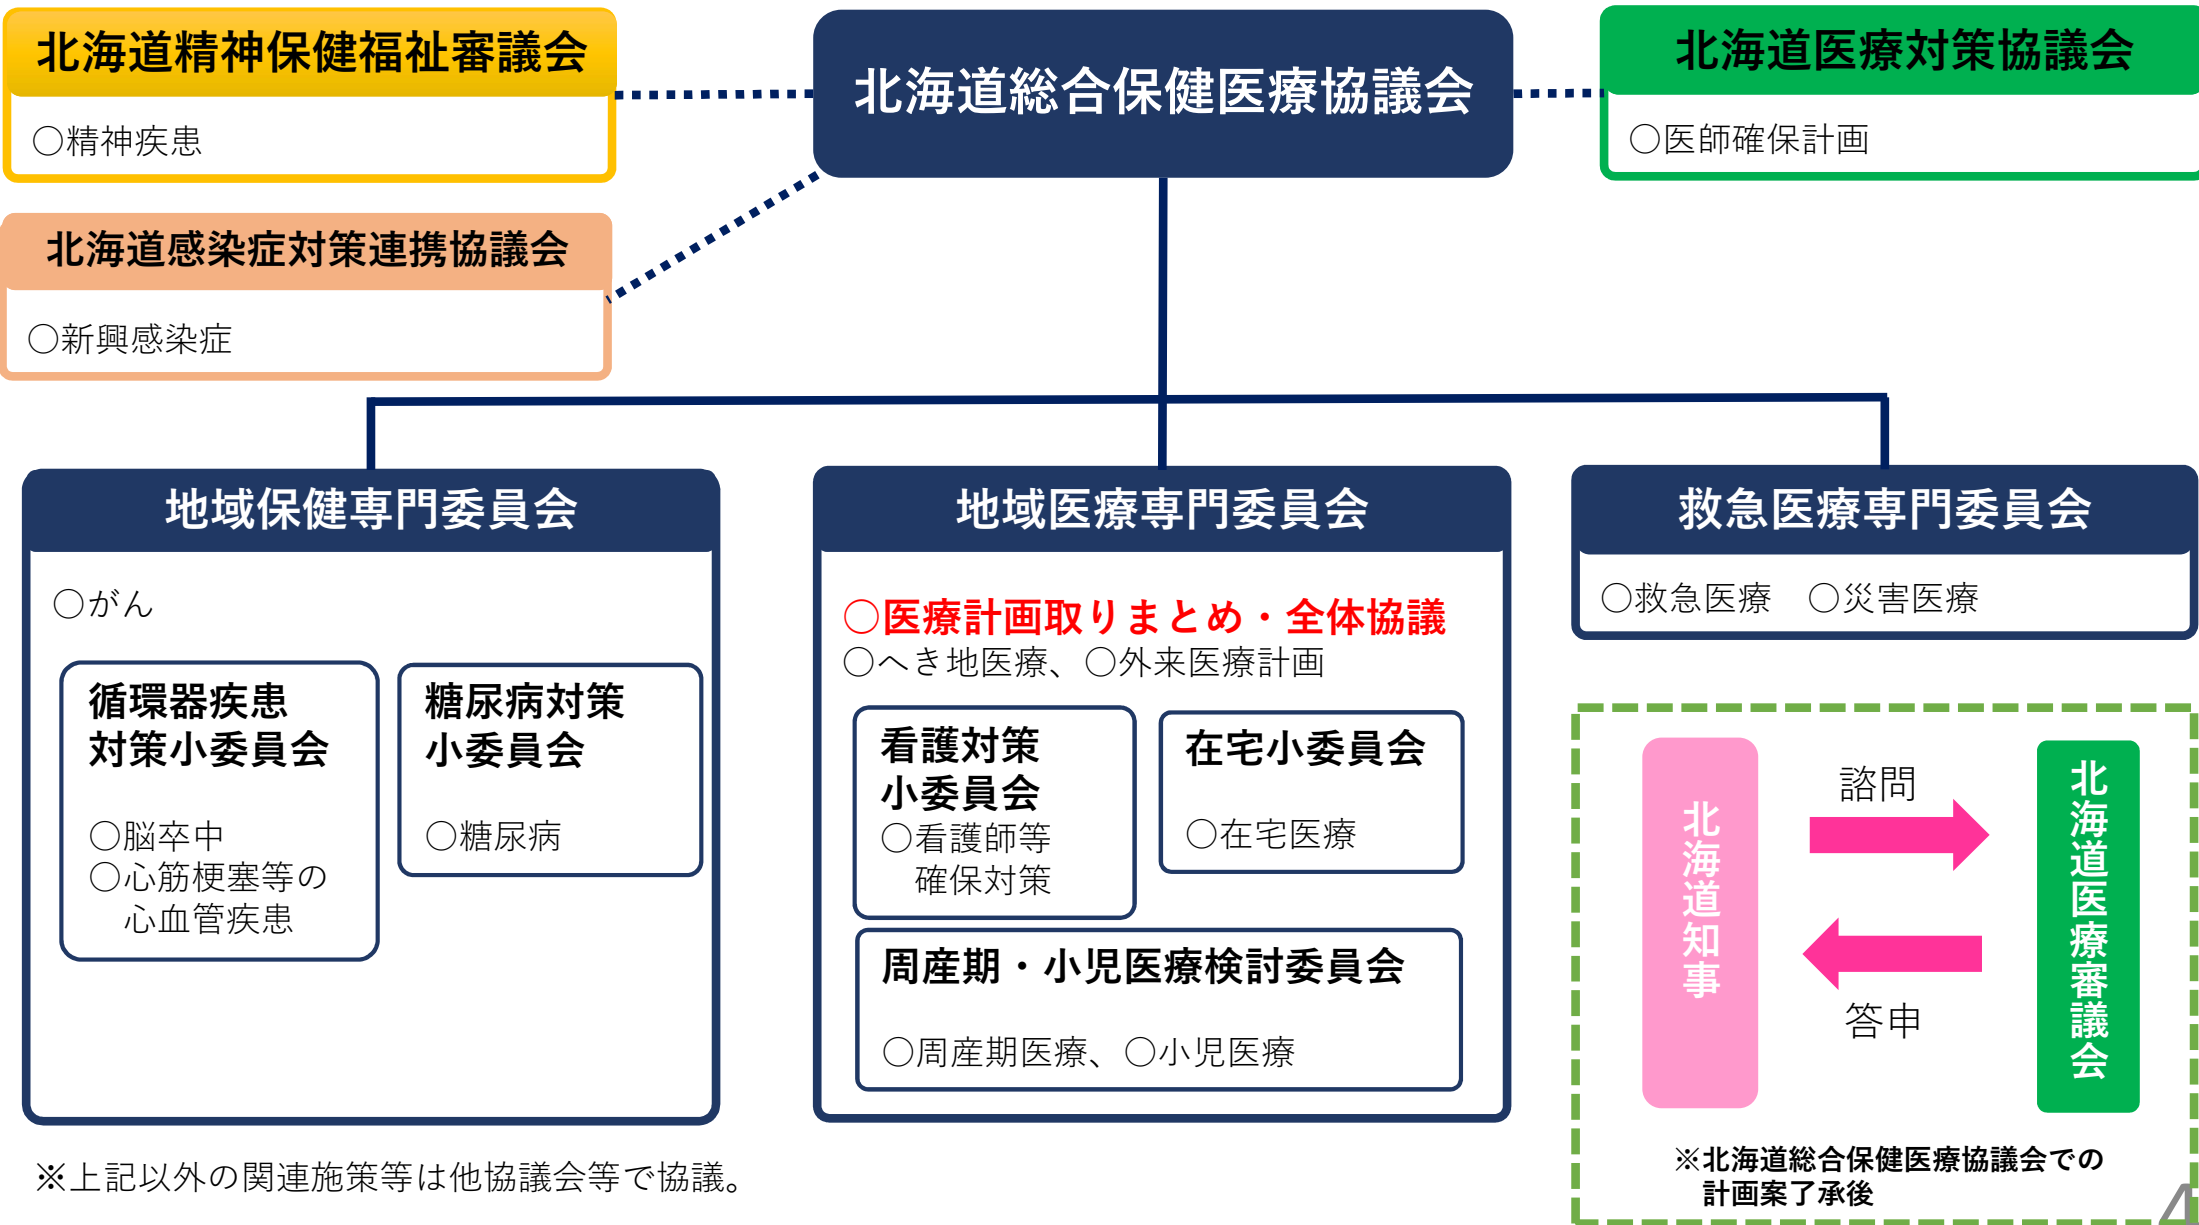 北海道精神保健福祉審議会
○精神疾患
北海道総合保健医療協議会
北海道医療対策協議会
○医師確保計画
北海道感染症対策連携協議会
○新興感染症
地域保健専門委員会
○がん
循環器疾患
対策小委員会
○脳卒中
○心筋梗塞等の
心血管疾患
糖尿病対策
小委員会
○糖尿病
地域医療専門委員会
○医療計画取りまとめ・全体協議
○へき地医療、○外来医療計画
看護対策
小委員会
○看護師等
確保対策
在宅小委員会
○在宅医療
周産期・小児医療検討委員会
○周産期医療、○小児医療
救急医療専門委員会
○救急医療　○災害医療
北海道知事
諮問
答申
北海道医療審議会
※北海道総合保健医療協議会での
計画案了承後
※上記以外の関連施策等は他協議会等で協議。
4